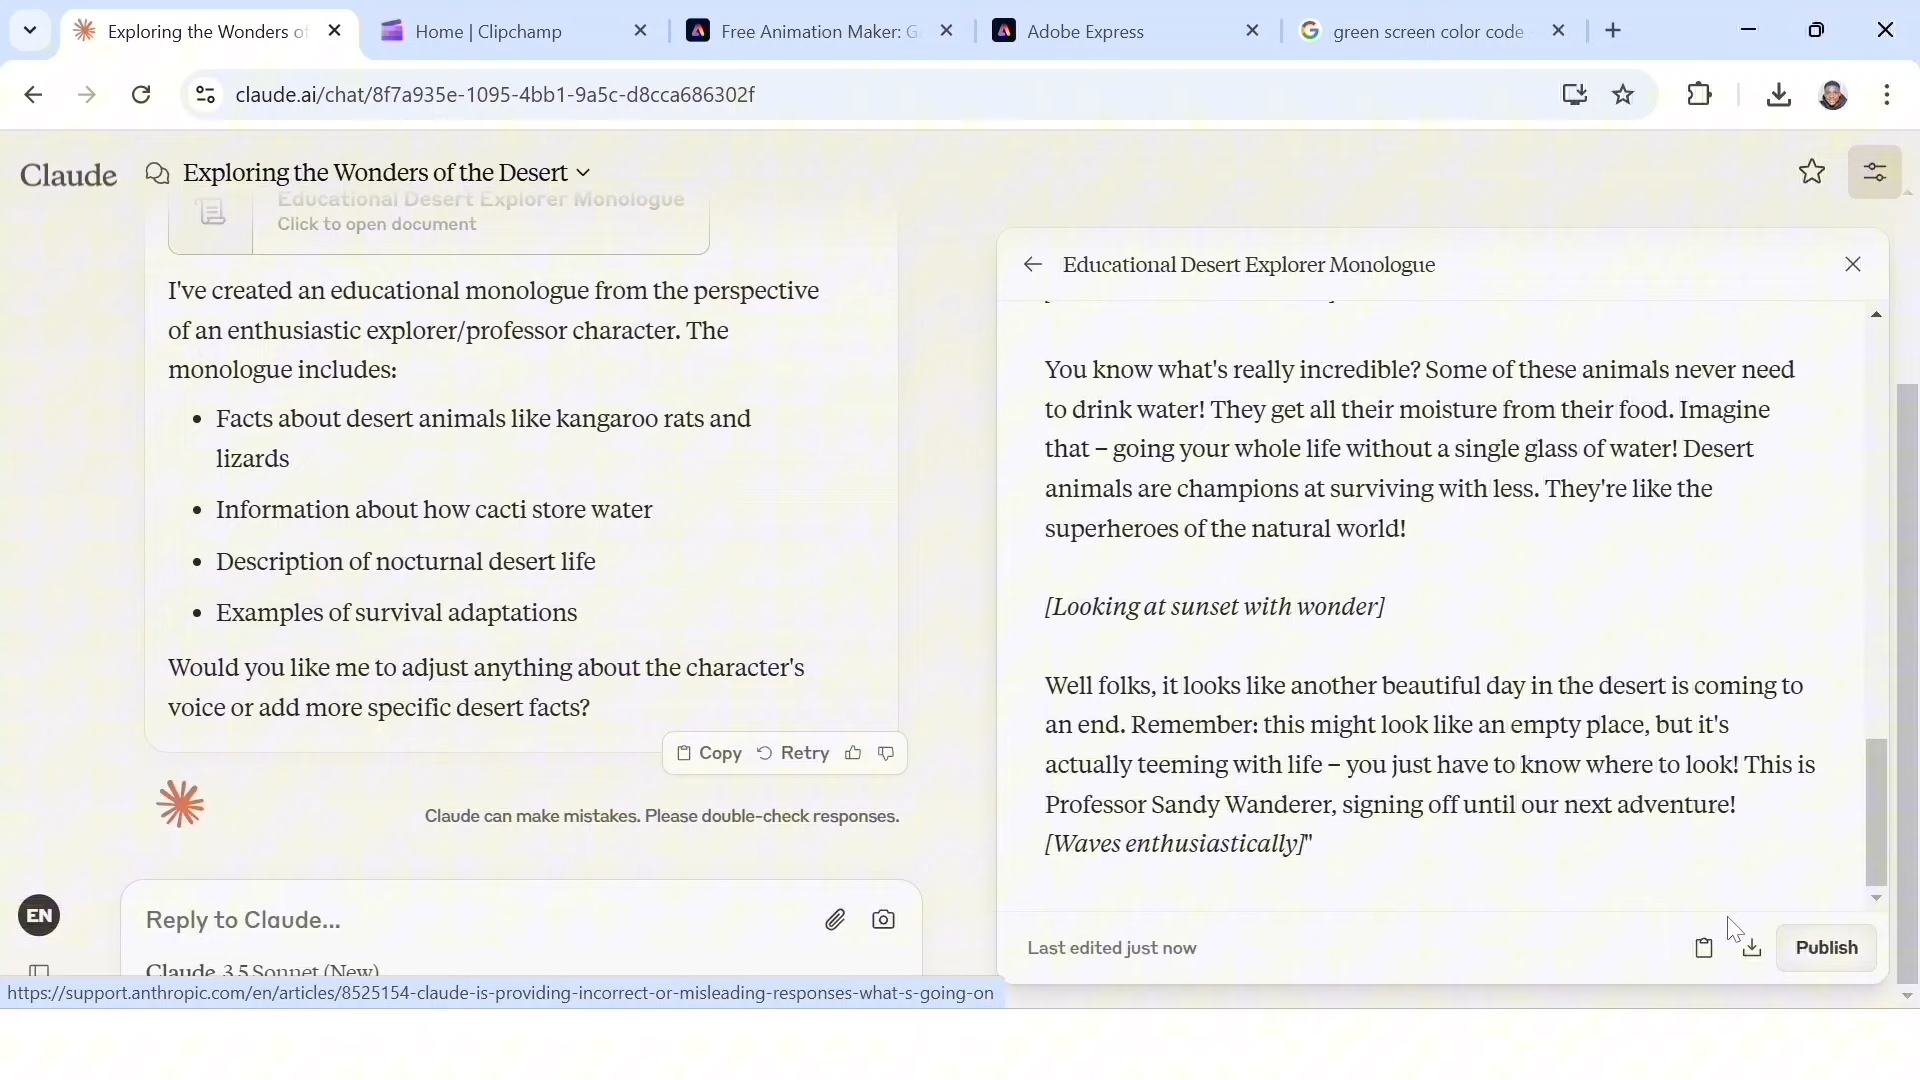 Exploring the Wonders of
Home | Clipchamp
Free Animation Maker: G
Adobe Express
green screen color code
claude.ai/chat/8f7a935e-1095-4bb1-9a5c-d8cca686302f
Claude
Exploring the Wonders of the Desert
Educational Desert Explorer Monologue
Click to open document
I've created an educational monologue from the perspective
of an enthusiastic explorer/professor character. The
monologue includes:
• Facts about desert animals like kangaroo rats and
lizards
• Information about how cacti store water
• Description of nocturnal desert life
• Examples of survival adaptations
Would you like me to adjust anything about the character's
voice or add more specific desert facts?
Copy Retry
Claude can make mistakes. Please double-check responses.
EN
Reply to Claude...
Claude 3.5 Sonnet (New)
https://support.anthropic.com/en/articles/8525154-claude-is-providing-incorrect-or-misleading-responses-what-s-going-on
Educational Desert Explorer Monologue
You know what's really incredible? Some of these animals never need
to drink water! They get all their moisture from their food. Imagine
that – going your whole life without a single glass of water! Desert
animals are champions at surviving with less. They're like the
superheroes of the natural world!
[Looking at sunset with wonder]
Well folks, it looks like another beautiful day in the desert is coming to
an end. Remember: this might look like an empty place, but it's
actually teeming with life – you just have to know where to look! This is
Professor Sandy Wanderer, signing off until our next adventure!
[Waves enthusiastically]"
Last edited just now
Publish